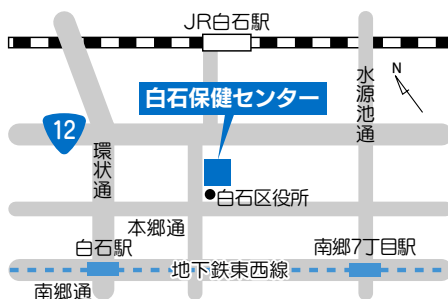 JR白石駅
N
水源池通
白石保健センター
12
環状通
白石区役所
本郷通
白石駅
南郷7丁目駅
地下鉄東西線
南郷通